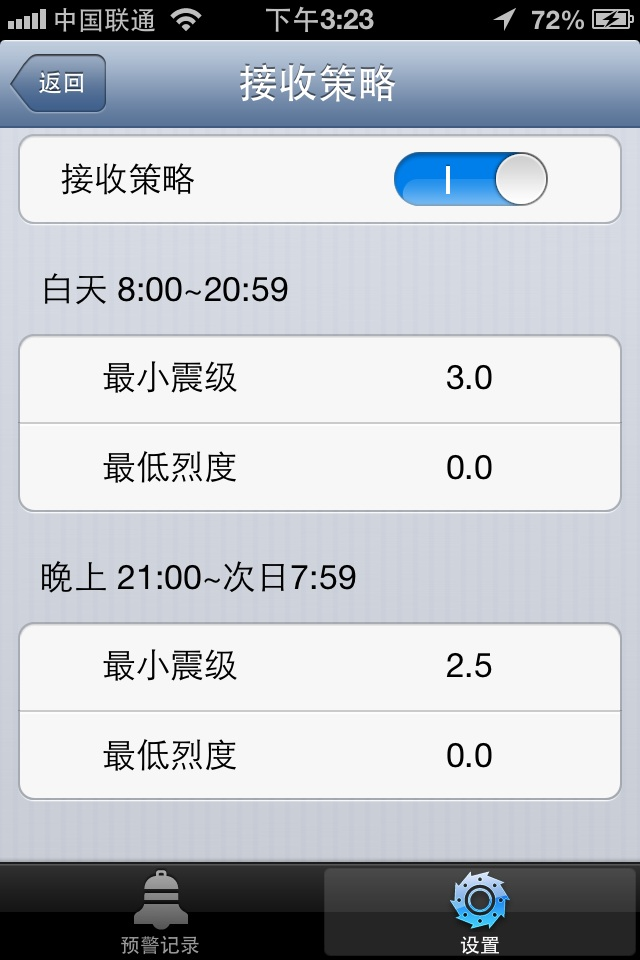 中国联通 下午3:23 72%
返回 接收策略
接收策略
白天 8:00~20:59
最小震级 3.0
最低烈度 0.0
晚上 21:00~次日7:59
最小震级 2.5
最低烈度 0.0
预警记录 设置